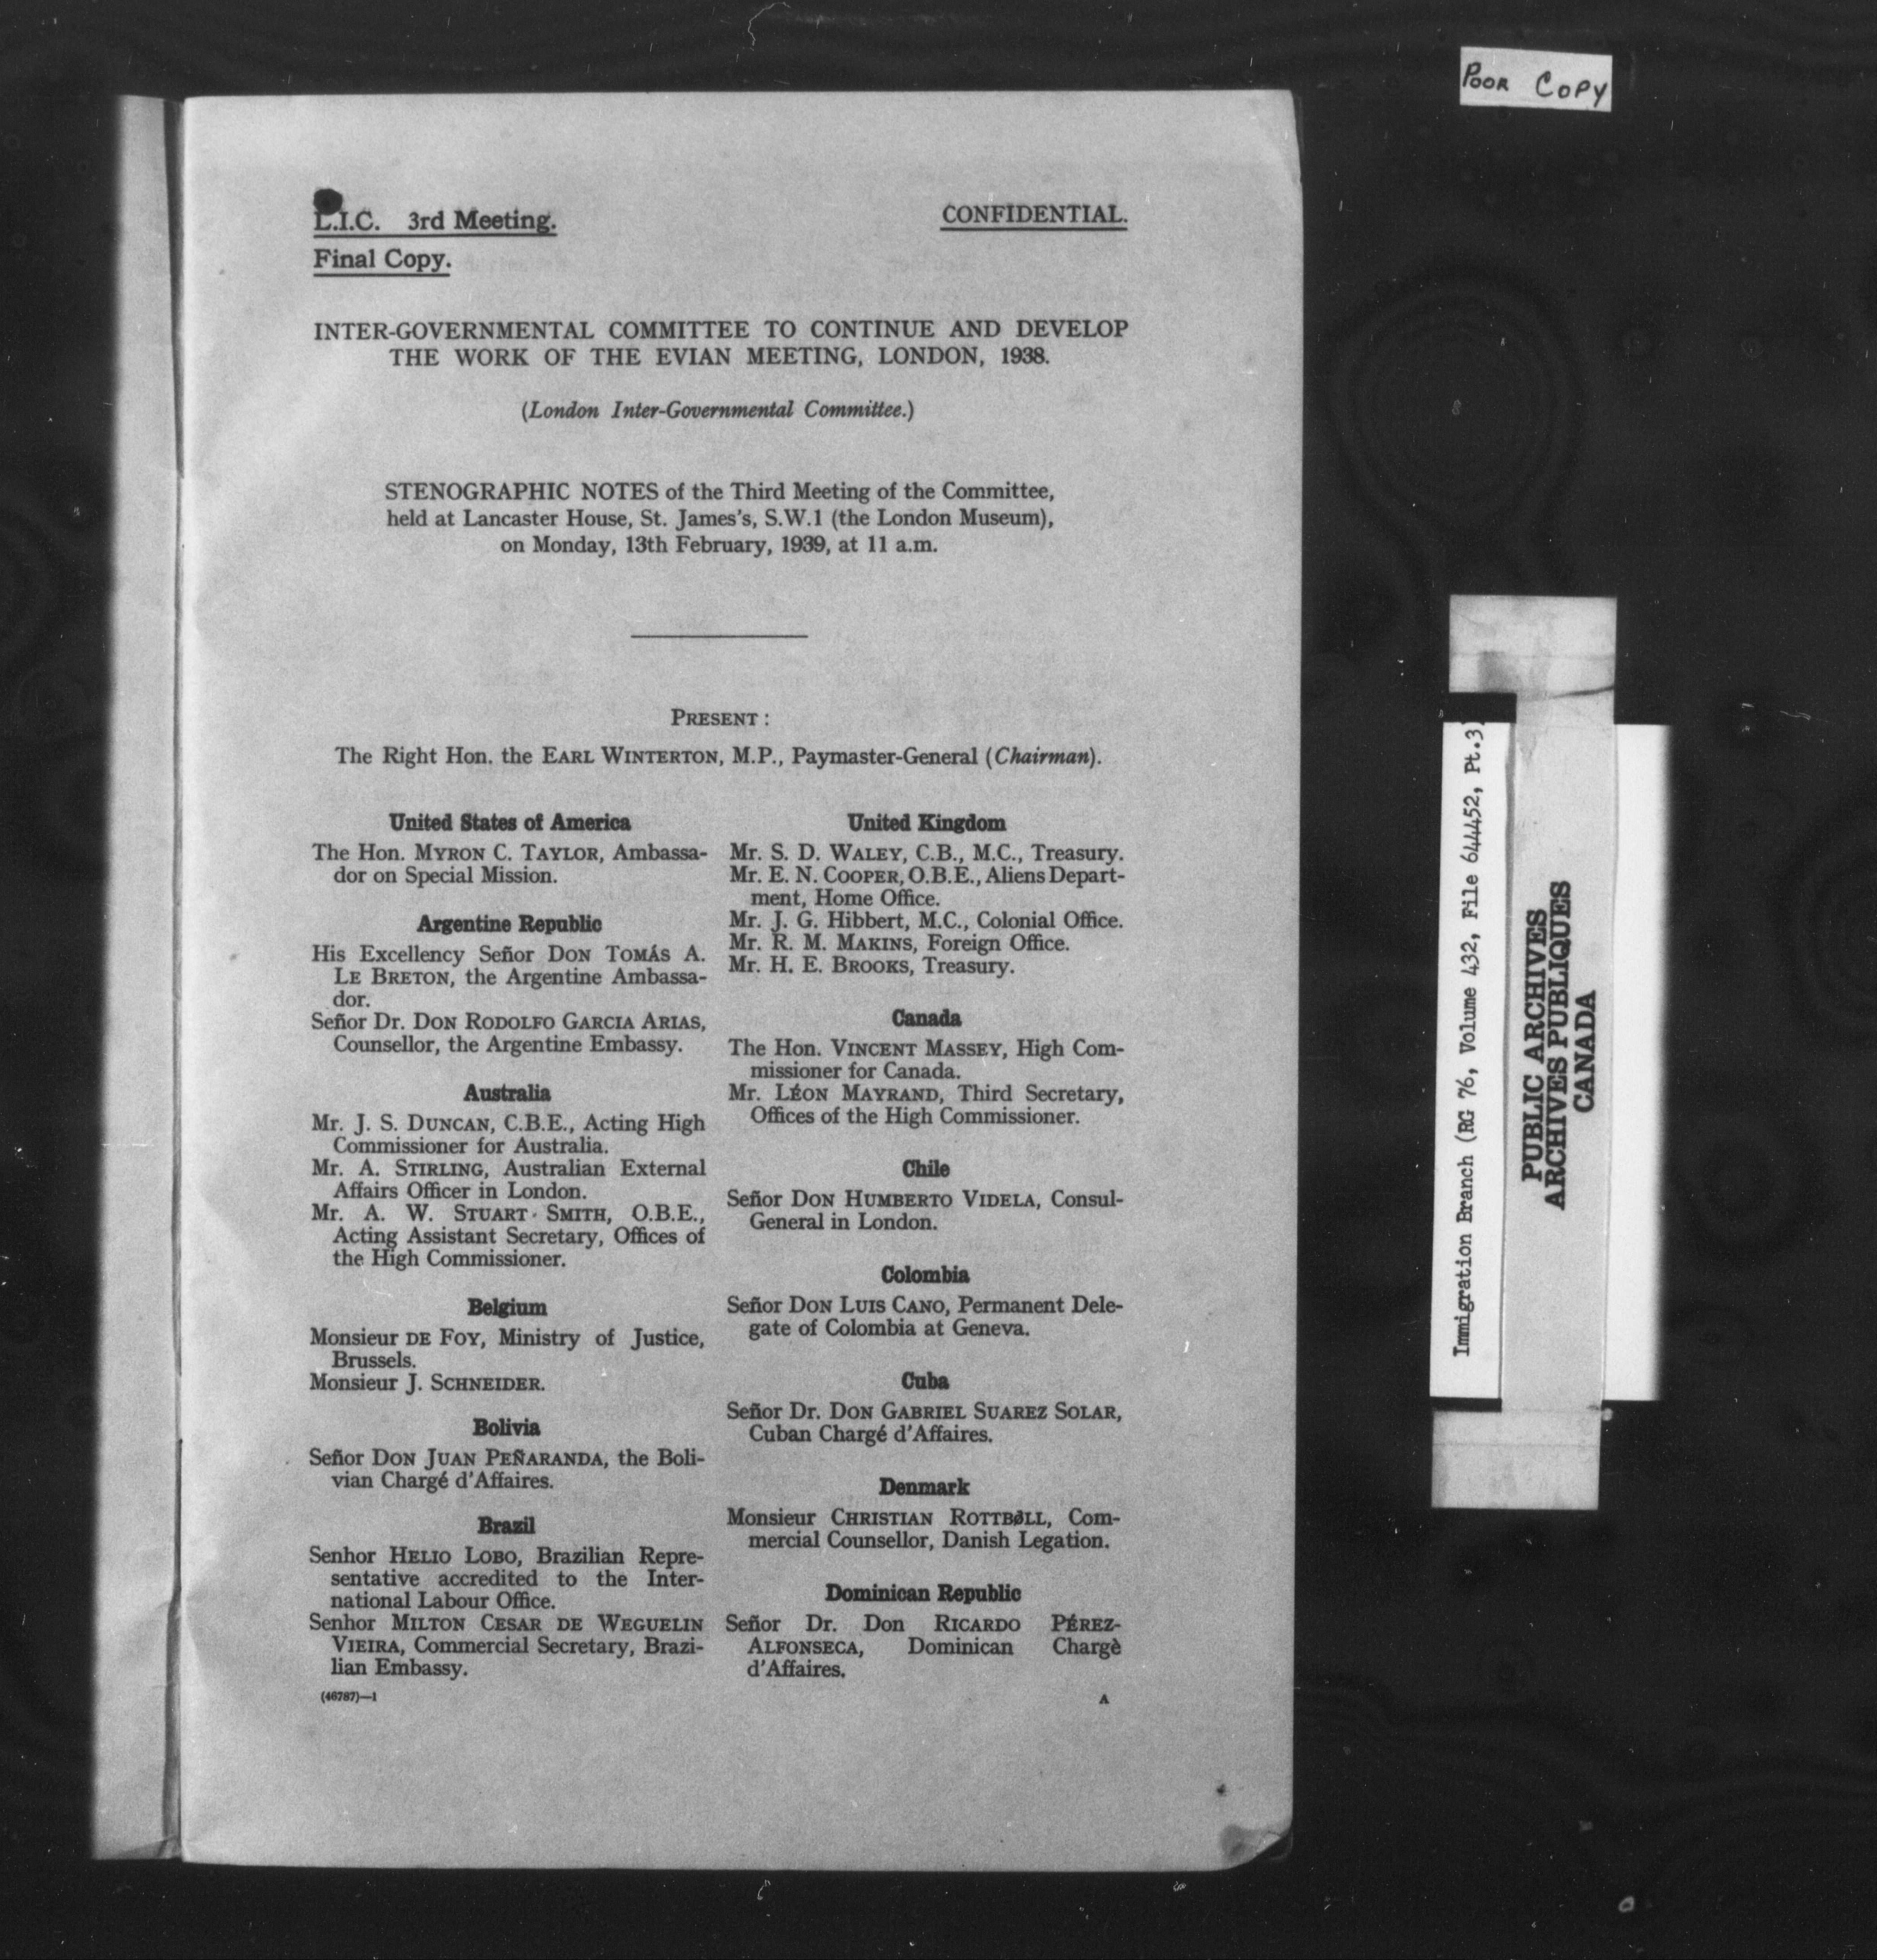 POOR COPY
L.I.C. 3rd Meeting.
CONFIDENTIAL.
Final Copy.
INTER-GOVERNMENTAL COMMITTEE TO CONTINUE AND DEVELOP
THE WORK OF THE EVIAN MEETING, LONDON, 1938.
(London Inter-Governmental Committee.)
STENOGRAPHIC NOTES of the Third Meeting of the Committee,
held at Lancaster House, St. James's, S.W.1 (the London Museum),
on Monday, 13th February, 1939, at 11 a.m.
PRESENT:
The Right Hon. the EARL WINTERTON, M.P., Paymaster-General (Chairman).
United States of America
The Hon. MYRON C. TAYLOR, Ambassa-
dor on Special Mission.
Argentine Republic
His Excellency Señor DON TOMÁS A.
LE BRETON, the Argentine Ambassa-
dor.
Señor Dr. DON RODOLFO GARCIA ARIAS,
Counsellor, the Argentine Embassy.
Australia
Mr. J. S. DUNCAN, C.B.E., Acting High
Commissioner for Australia.
Mr. A. STIRLING, Australian External
Affairs Officer in London.
Mr. A. W. STUART SMITH, O.B.E.,
Acting Assistant Secretary, Offices of
the High Commissioner.
Belgium
Monsieur DE FOY, Ministry of Justice,
Brussels.
Monsieur J. SCHNEIDER.
Bolivia
Señor DON JUAN PEÑARANDA, the Boli-
vian Chargé d'Affaires.
Brazil
Senhor HELIO LOBO, Brazilian Repre-
sentative accredited to the Inter-
national Labour Office.
Senhor MILTON CESAR DE WEGUELIN
VIEIRA, Commercial Secretary, Brazi-
lian Embassy.
United Kingdom
Mr. S. D. WALEY, C.B., M.C., Treasury.
Mr. E. N. COOPER, O.B.E., Aliens Depart-
ment, Home Office.
Mr. J. G. Hibbert, M.C., Colonial Office.
Mr. R. M. MAKINS, Foreign Office.
Mr. H. E. BROOKS, Treasury.
Canada
The Hon. VINCENT MASSEY, High Com-
missioner for Canada.
Mr. LÉON MAYRAND, Third Secretary,
Offices of the High Commissioner.
Chile
Señor DON HUMBERTO VIDELA, Consul-
General in London.
Colombia
Señor DON LUIS CANO, Permanent Dele-
gate of Colombia at Geneva.
Cuba
Señor Dr. DON GABRIEL SUAREZ SOLAR,
Cuban Chargé d'Affaires.
Denmark
Monsieur CHRISTIAN ROTTBØLL, Com-
mercial Counsellor, Danish Legation.
Dominican Republic
Señor Dr. Don RICARDO PÉREZ-
ALFONSECA, Dominican Chargè
d'Affaires.
(46787)—1
A
Immigration Branch (RG 76, Volume 432, File 644452, Pt.3)
PUBLIC ARCHIVES
ARCHIVES PUBLIQUES
CANADA